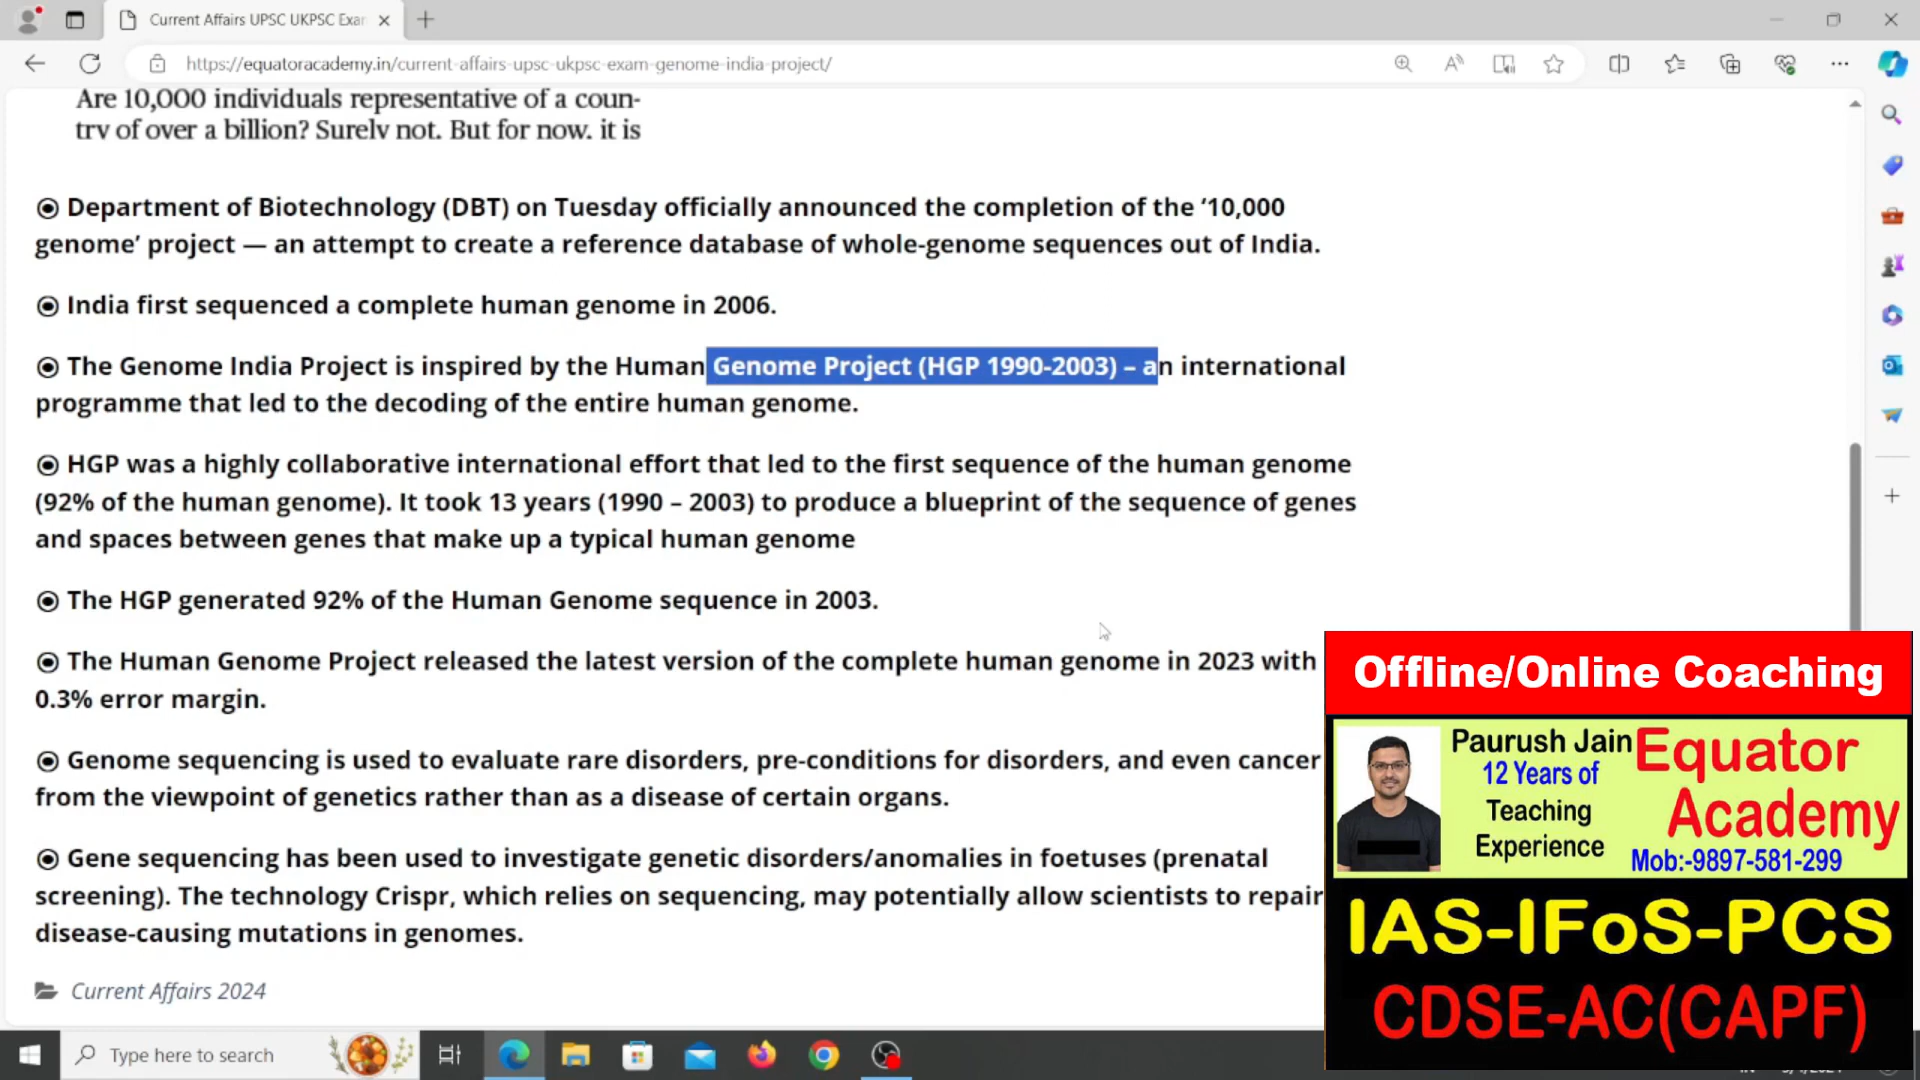 Current Affairs UPSC UKPSC Exar
https://equatoracademy.in/current-affairs-upsc-ukpsc-exam-genome-india-project/
Are 10,000 individuals representative of a coun-
try of over a billion? Surely not. But for now, it is
Department of Biotechnology (DBT) on Tuesday officially announced the completion of the ‘10,000
genome’ project — an attempt to create a reference database of whole-genome sequences out of India.
India first sequenced a complete human genome in 2006.
The Genome India Project is inspired by the Human Genome Project (HGP 1990-2003) – an international
programme that led to the decoding of the entire human genome.
HGP was a highly collaborative international effort that led to the first sequence of the human genome
(92% of the human genome). It took 13 years (1990 – 2003) to produce a blueprint of the sequence of genes
and spaces between genes that make up a typical human genome
The HGP generated 92% of the Human Genome sequence in 2003.
The Human Genome Project released the latest version of the complete human genome in 2023 with
0.3% error margin.
Genome sequencing is used to evaluate rare disorders, pre-conditions for disorders, and even cancer
from the viewpoint of genetics rather than as a disease of certain organs.
Gene sequencing has been used to investigate genetic disorders/anomalies in foetuses (prenatal
screening). The technology Crispr, which relies on sequencing, may potentially allow scientists to repair
disease-causing mutations in genomes.
Current Affairs 2024
Offline/Online Coaching
Paurush Jain
12 Years of
Teaching
Experience
Equator
Academy
Mob:-9897-581-299
IAS-IFoS-PCS
CDSE-AC(CAPF)
Type here to search